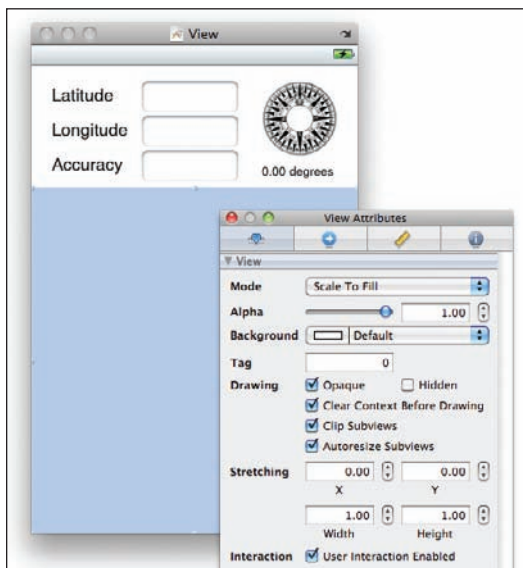 View
Latitude
Longitude
Accuracy
0.00 degrees
View Attributes
View
Mode Scale To Fill
Alpha 1.00
Background Default
Tag 0
Drawing Opaque Hidden
Clear Context Before Drawing
Clip Subviews
Autoresize Subviews
Stretching 0.00 0.00
X Y
1.00 1.00
Width Height
Interaction User Interaction Enabled